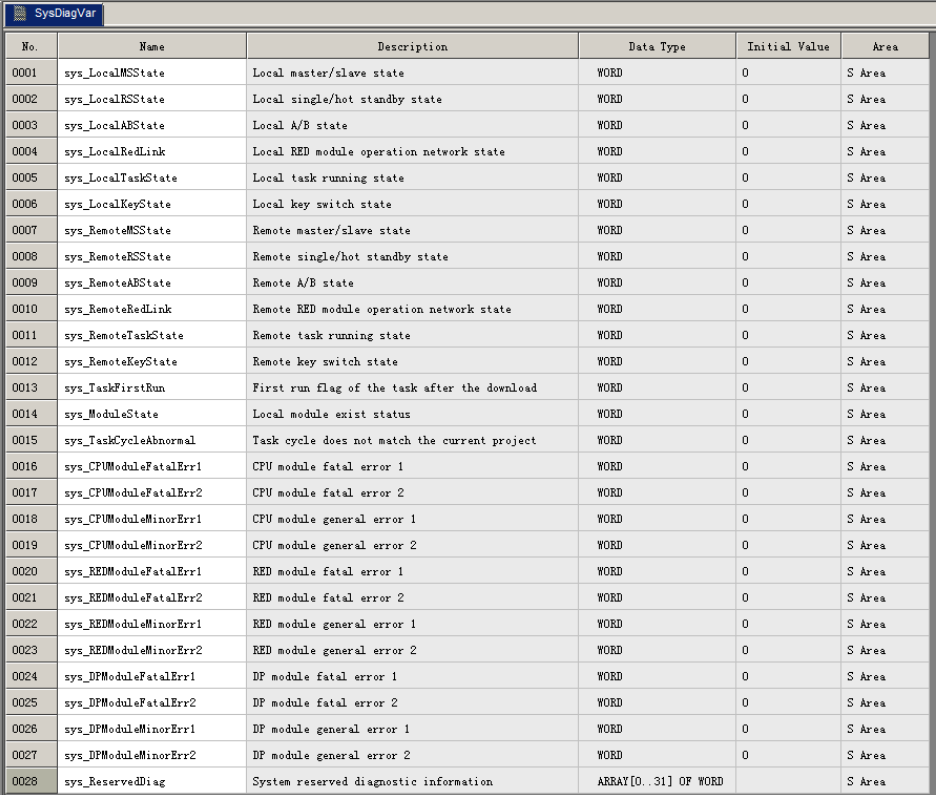 SysDiagVar
No. Name Description Data Type Initial Value Area
0001 sys_LocalMSState Local master/slave state WORD 0 S Area
0002 sys_LocalRSState Local single/hot standby state WORD 0 S Area
0003 sys_LocalABState Local A/B state WORD 0 S Area
0004 sys_LocalRedLink Local RED module operation network state WORD 0 S Area
0005 sys_LocalTaskState Local task running state WORD 0 S Area
0006 sys_LocalKeyState Local key switch state WORD 0 S Area
0007 sys_RemoteMSState Remote master/slave state WORD 0 S Area
0008 sys_RemoteRSState Remote single/hot standby state WORD 0 S Area
0009 sys_RemoteABState Remote A/B state WORD 0 S Area
0010 sys_RemoteRedLink Remote RED module operation network state WORD 0 S Area
0011 sys_RemoteTaskState Remote task running state WORD 0 S Area
0012 sys_RemoteKeyState Remote key switch state WORD 0 S Area
0013 sys_TaskFirstRun First run flag of the task after the download WORD 0 S Area
0014 sys_ModuleState Local module exist status WORD 0 S Area
0015 sys_TaskCycleAbnormal Task cycle does not match the current project WORD 0 S Area
0016 sys_CPUModuleFatalErr1 CPU module fatal error 1 WORD 0 S Area
0017 sys_CPUModuleFatalErr2 CPU module fatal error 2 WORD 0 S Area
0018 sys_CPUModuleMinorErr1 CPU module general error 1 WORD 0 S Area
0019 sys_CPUModuleMinorErr2 CPU module general error 2 WORD 0 S Area
0020 sys_REDModuleFatalErr1 RED module fatal error 1 WORD 0 S Area
0021 sys_REDModuleFatalErr2 RED module fatal error 2 WORD 0 S Area
0022 sys_REDModuleMinorErr1 RED module general error 1 WORD 0 S Area
0023 sys_REDModuleMinorErr2 RED module general error 2 WORD 0 S Area
0024 sys_DPModuleFatalErr1 DP module fatal error 1 WORD 0 S Area
0025 sys_DPModuleFatalErr2 DP module fatal error 2 WORD 0 S Area
0026 sys_DPModuleMinorErr1 DP module general error 1 WORD 0 S Area
0027 sys_DPModuleMinorErr2 DP module general error 2 WORD 0 S Area
0028 sys_ReservedDiag System reserved diagnostic information ARRAY[0..31] OF WORD S Area